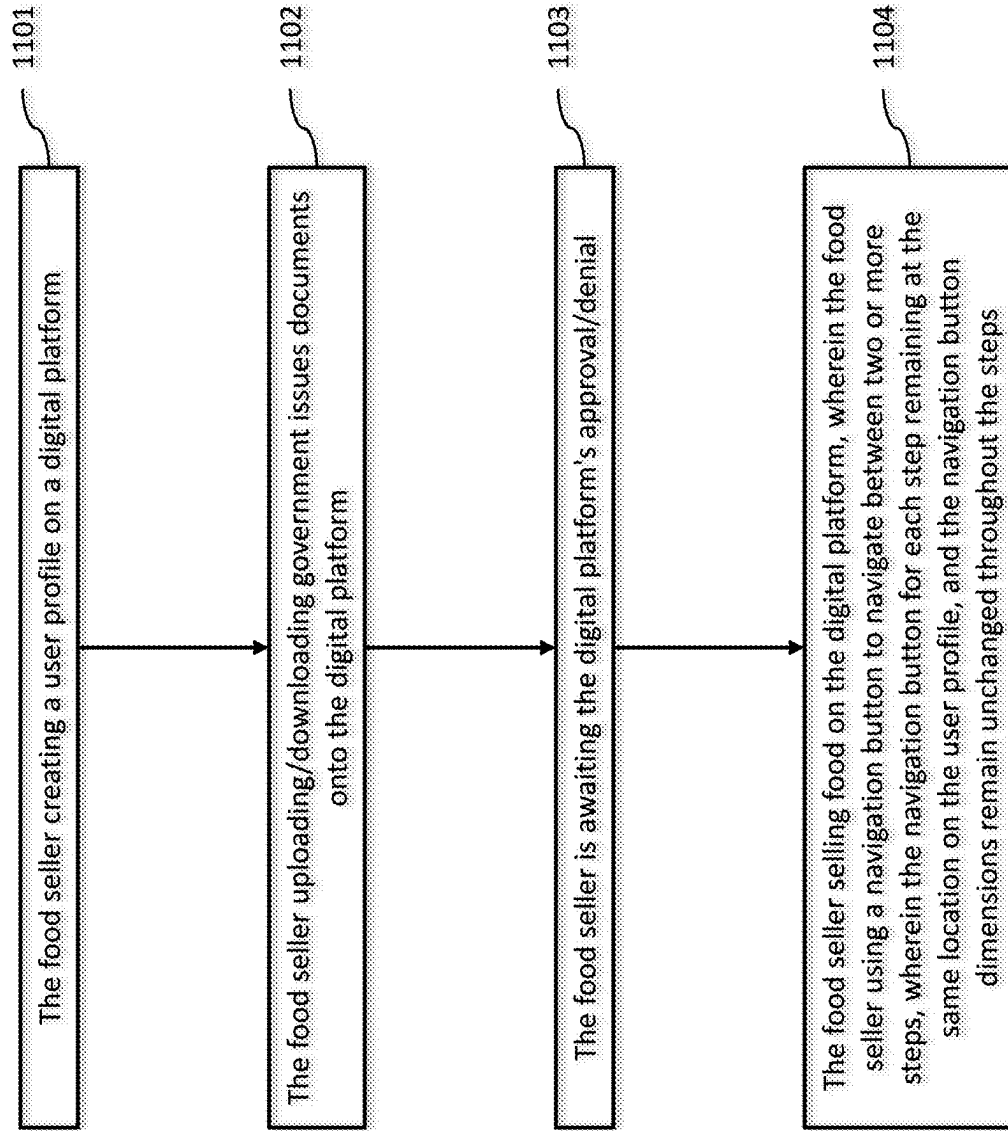 The food seller creating a user profile on a digital platform
1101
The food seller uploading/downloading government issues documents
onto the digital platform
1102
The food seller is awaiting the digital platform's approval/denial
1103
The food seller selling food on the digital platform, wherein the food
seller using a navigation button to navigate between two or more
steps, wherein the navigation button for each step remaining at the
same location on the user profile, and the navigation button
dimensions remain unchanged throughout the steps
1104